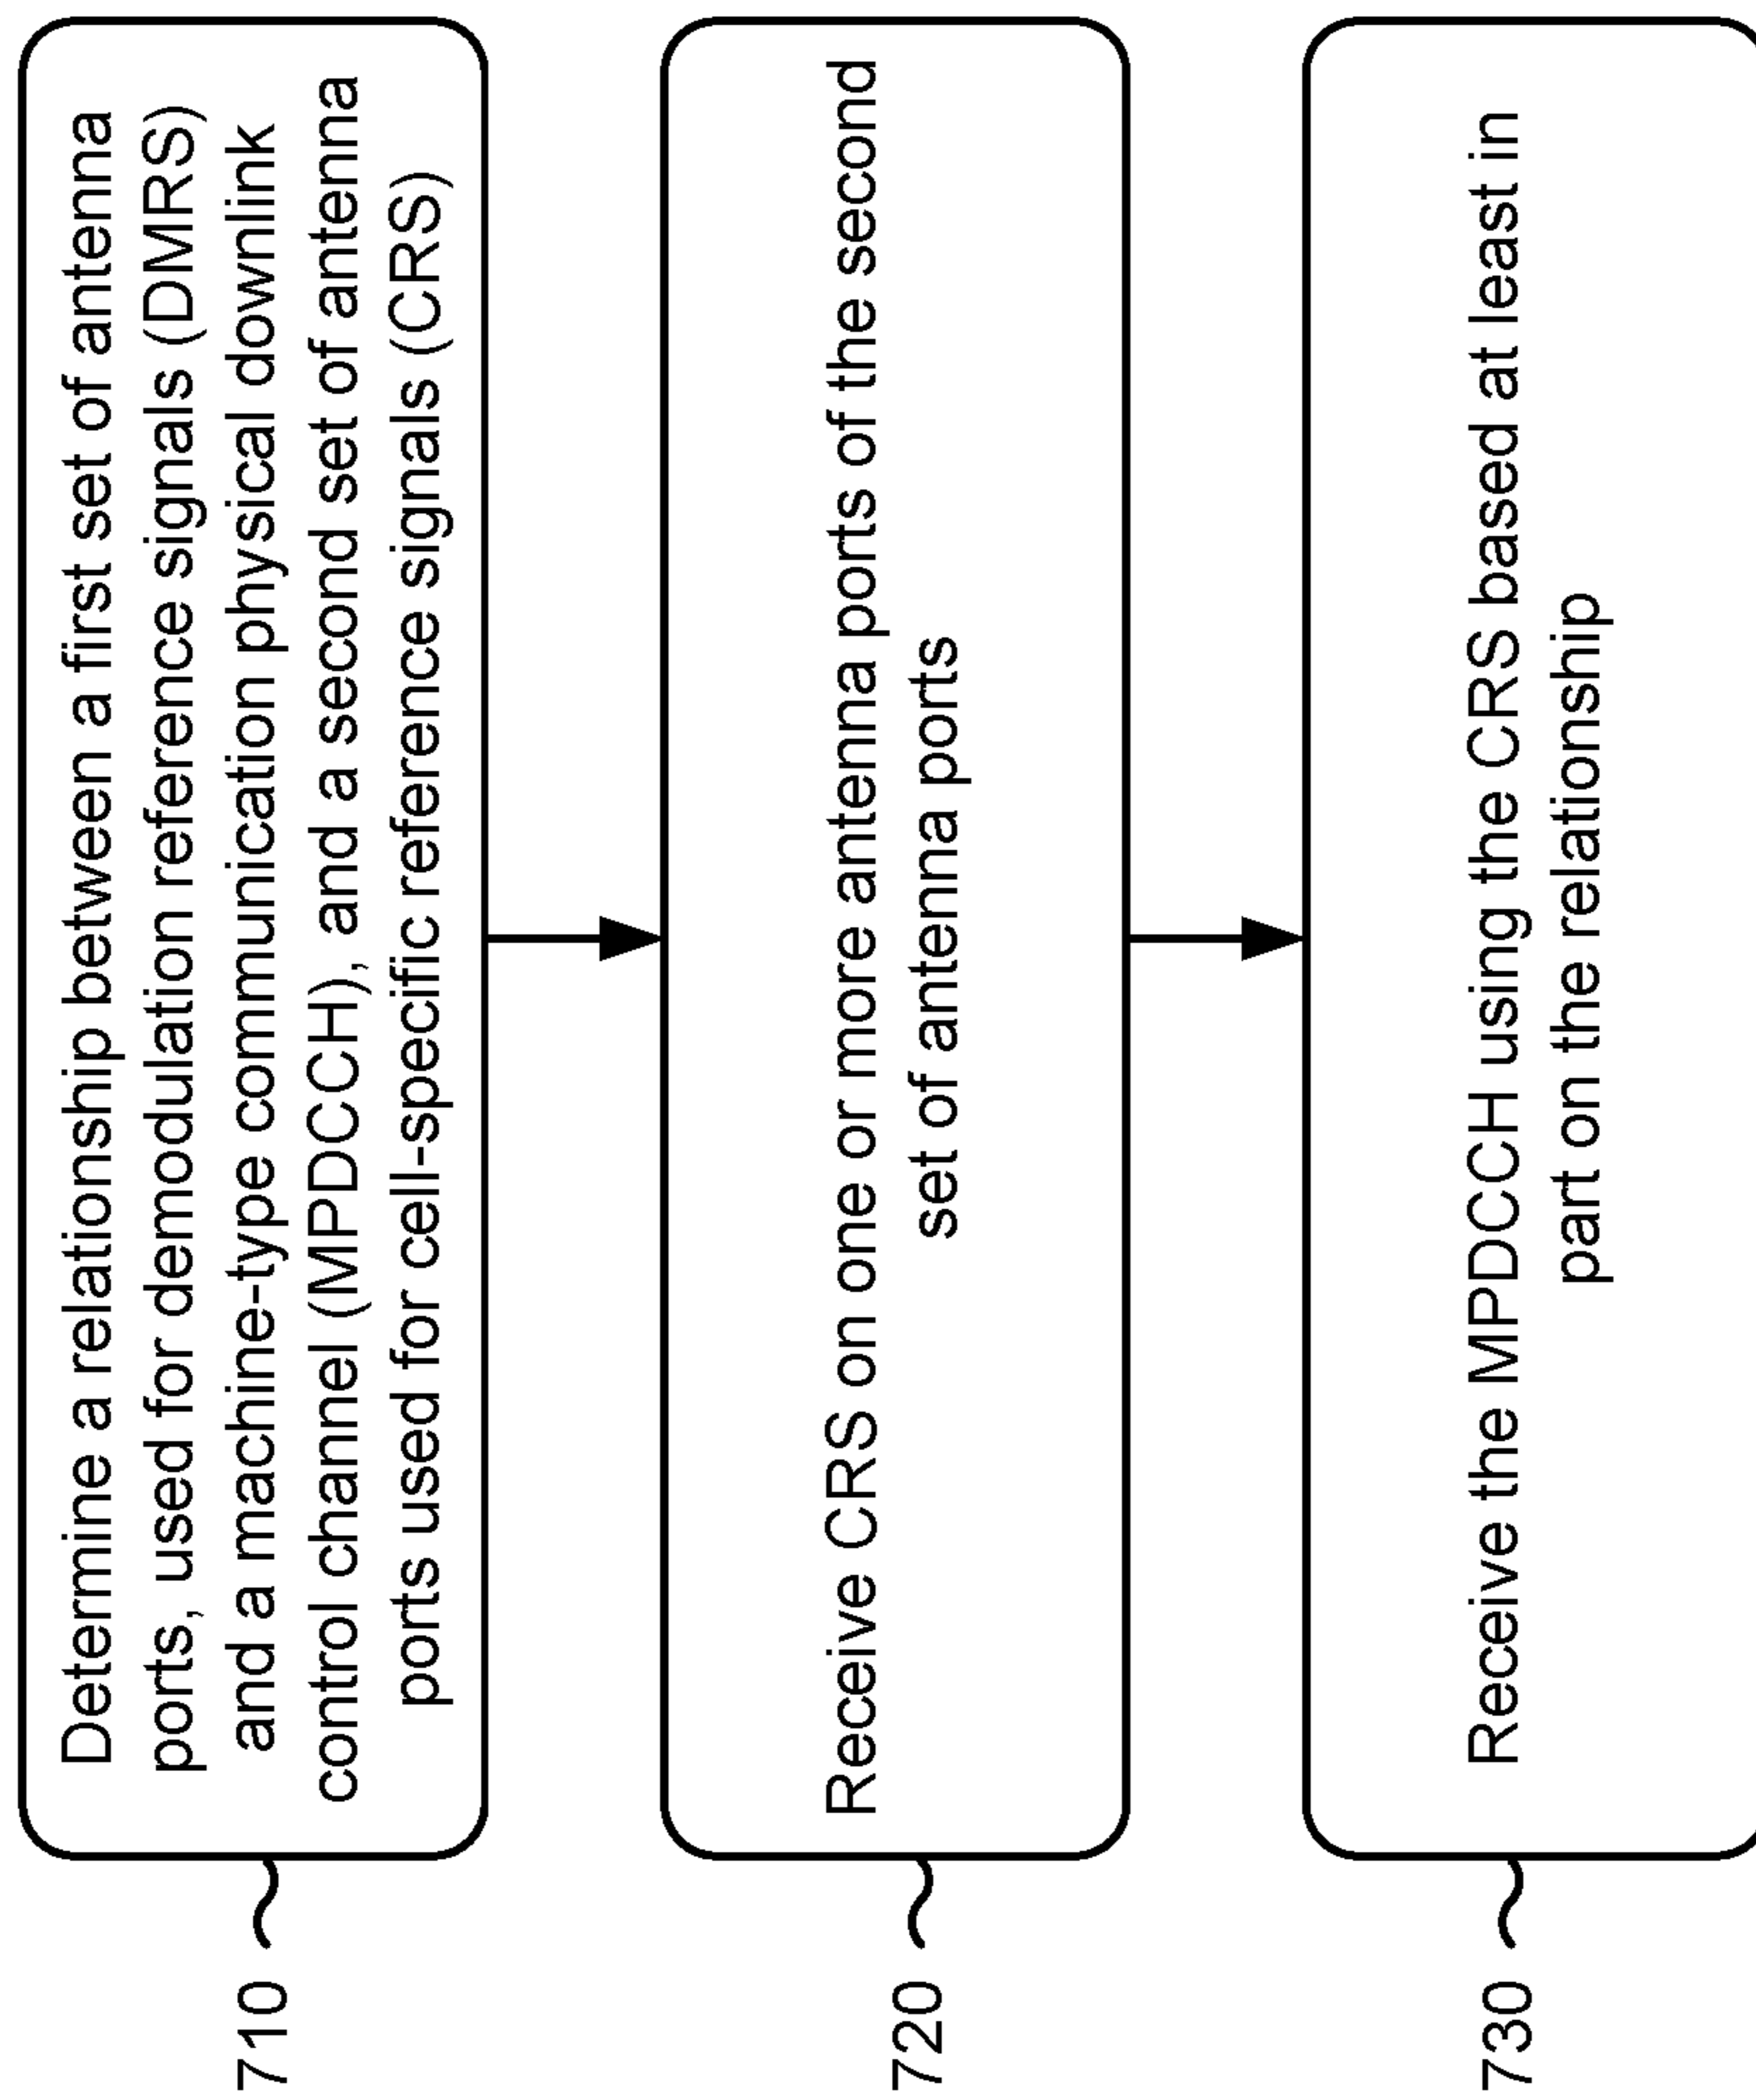 710
Determine a relationship between a first set of antenna
ports, used for demodulation reference signals (DMRS)
and a machine-type communication physical downlink
control channel (MPDCCH), and a second set of antenna
ports used for cell-specific reference signals (CRS)
720
Receive CRS on one or more antenna ports of the second
set of antenna ports
730
Receive the MPDCCH using the CRS based at least in
part on the relationship